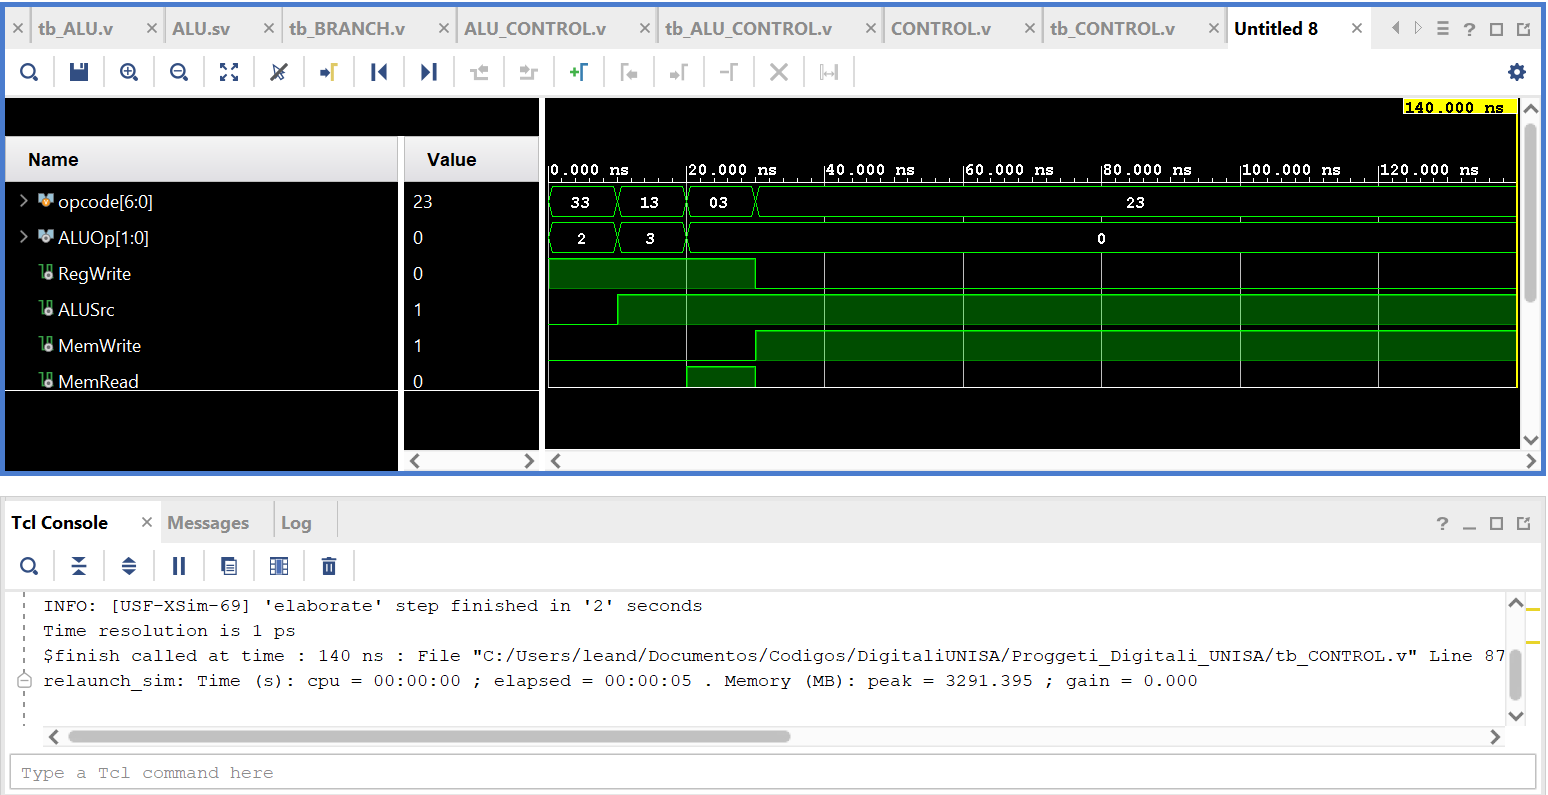 tb_ALU.v ALU.sv tb_BRANCH.v ALU_CONTROL.v tb_ALU_CONTROL.v CONTROL.v tb_CONTROL.v Untitled 8
140.000 ns
Name Value
0.000 ns 20.000 ns 40.000 ns 60.000 ns 80.000 ns 100.000 ns 120.000 ns
opcode[6:0] 23 33 13 03 23
ALUOp[1:0] 0 2 3 0
RegWrite 0
ALUSrc 1
MemWrite 1
MemRead 0
Tcl Console Messages Log
INFO: [USF-XSim-69] 'elaborate' step finished in '2' seconds
Time resolution is 1 ps
$finish called at time : 140 ns : File "C:/Users/leand/Documentos/Codigos/DigitaliUNISA/Proggeti_Digitali_UNISA/tb_CONTROL.v" Line 87
relaunch_sim: Time (s): cpu = 00:00:00 ; elapsed = 00:00:05 . Memory (MB): peak = 3291.395 ; gain = 0.000
Type a Tcl command here